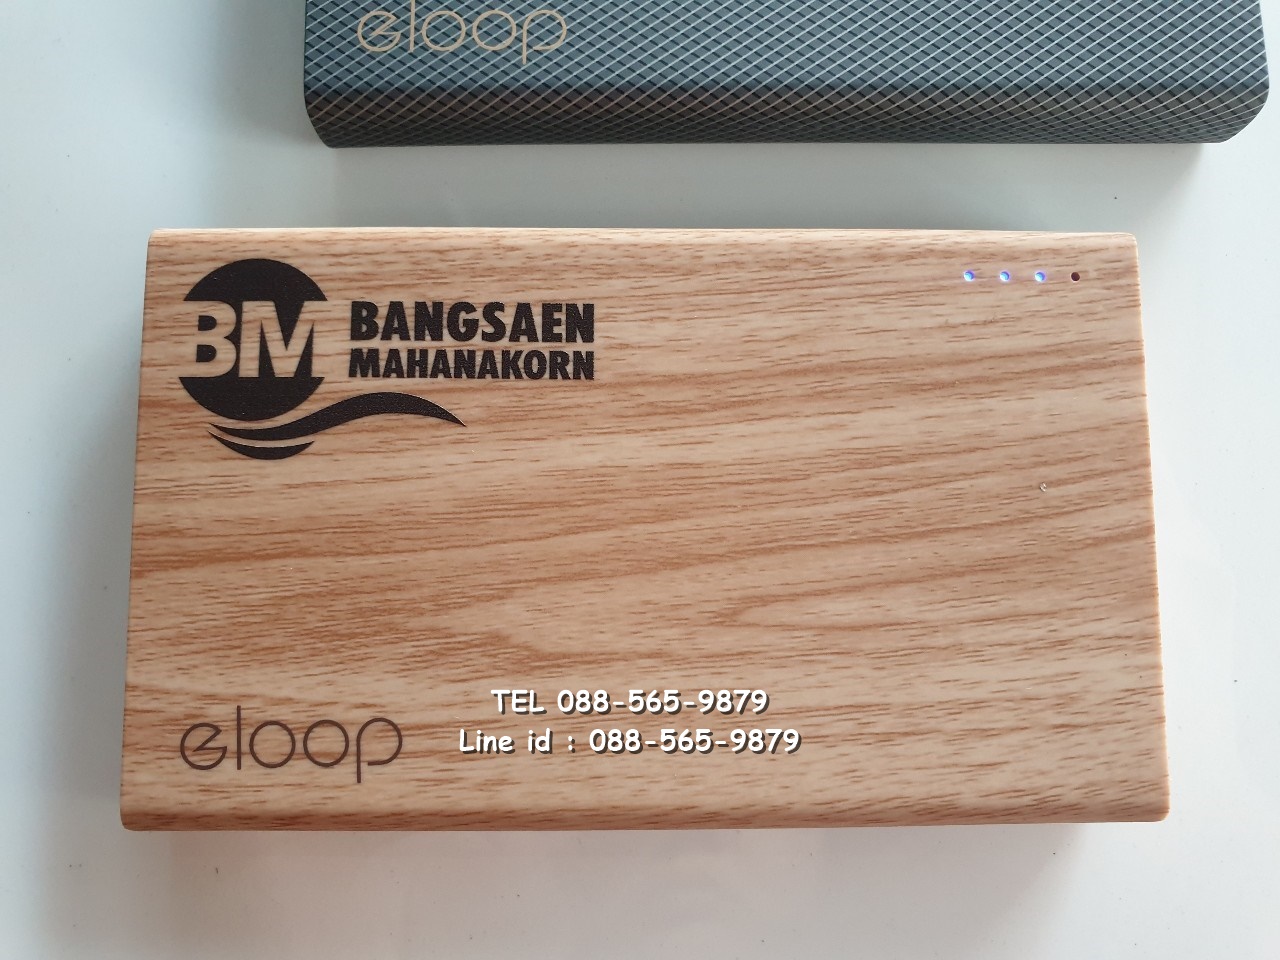 eloop
BM
BANGSAEN
MAHANAKORN
eloop
TEL 088-565-9879
Line id : 088-565-9879